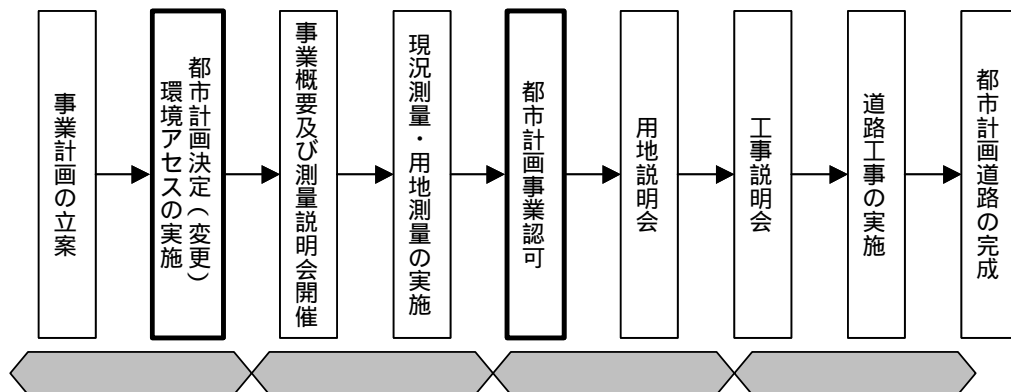 事業計画の立案
都市計画決定（変更）
環境アセスの実施
事業概要及び測量説明会開催
現況測量・用地測量の実施
都市計画事業認可
用地説明会
工事説明会
道路工事の実施
都市計画道路の完成